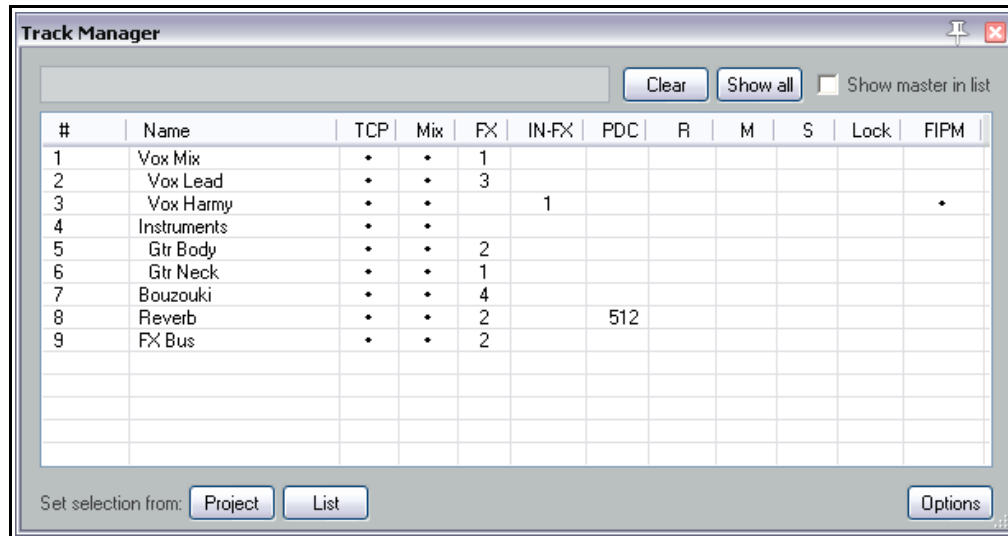 Track Manager
Clear Show all Show master in list
# Name TCP Mix FX IN-FX PDC R M S Lock FIPM
1 Vox Mix • • 1
2 Vox Lead • • 3
3 Vox Harmy • • 1 •
4 Instruments • •
5 Gtr Body • • 2
6 Gtr Neck • • 1
7 Bouzouki • • 4
8 Reverb • • 2 512
9 FX Bus • • 2
Set selection from: Project List Options